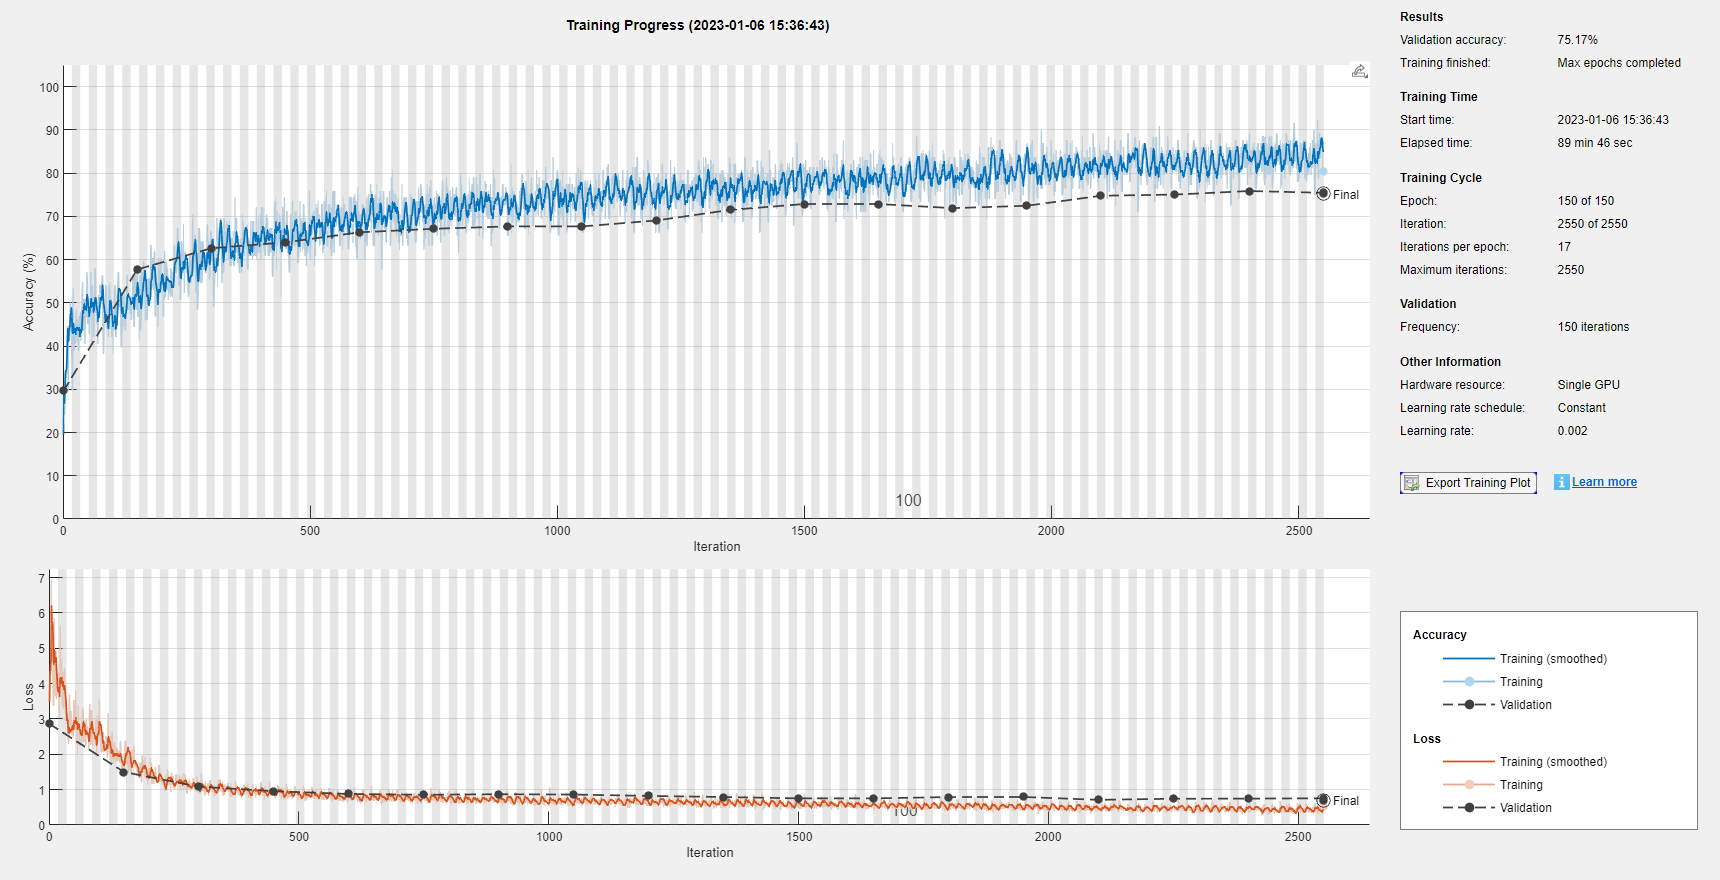 Training Progress (2023-01-06 15:36:43)
Accuracy (%)
100
90
80
70
60
50
40
30
20
10
0
Final
100
0
500
1000
1500
2000
2500
Iteration
Loss
7
6
5
4
3
2
1
0
Final
100
0
500
1000
1500
2000
2500
Iteration
Results
Validation accuracy: 75.17%
Training finished: Max epochs completed
Training Time
Start time: 2023-01-06 15:36:43
Elapsed time: 89 min 46 sec
Training Cycle
Epoch: 150 of 150
Iteration: 2550 of 2550
Iterations per epoch: 17
Maximum iterations: 2550
Validation
Frequency: 150 iterations
Other Information
Hardware resource: Single GPU
Learning rate schedule: Constant
Learning rate: 0.002
Export Training Plot
i Learn more
Accuracy
Training (smoothed)
Training
Validation
Loss
Training (smoothed)
Training
Validation